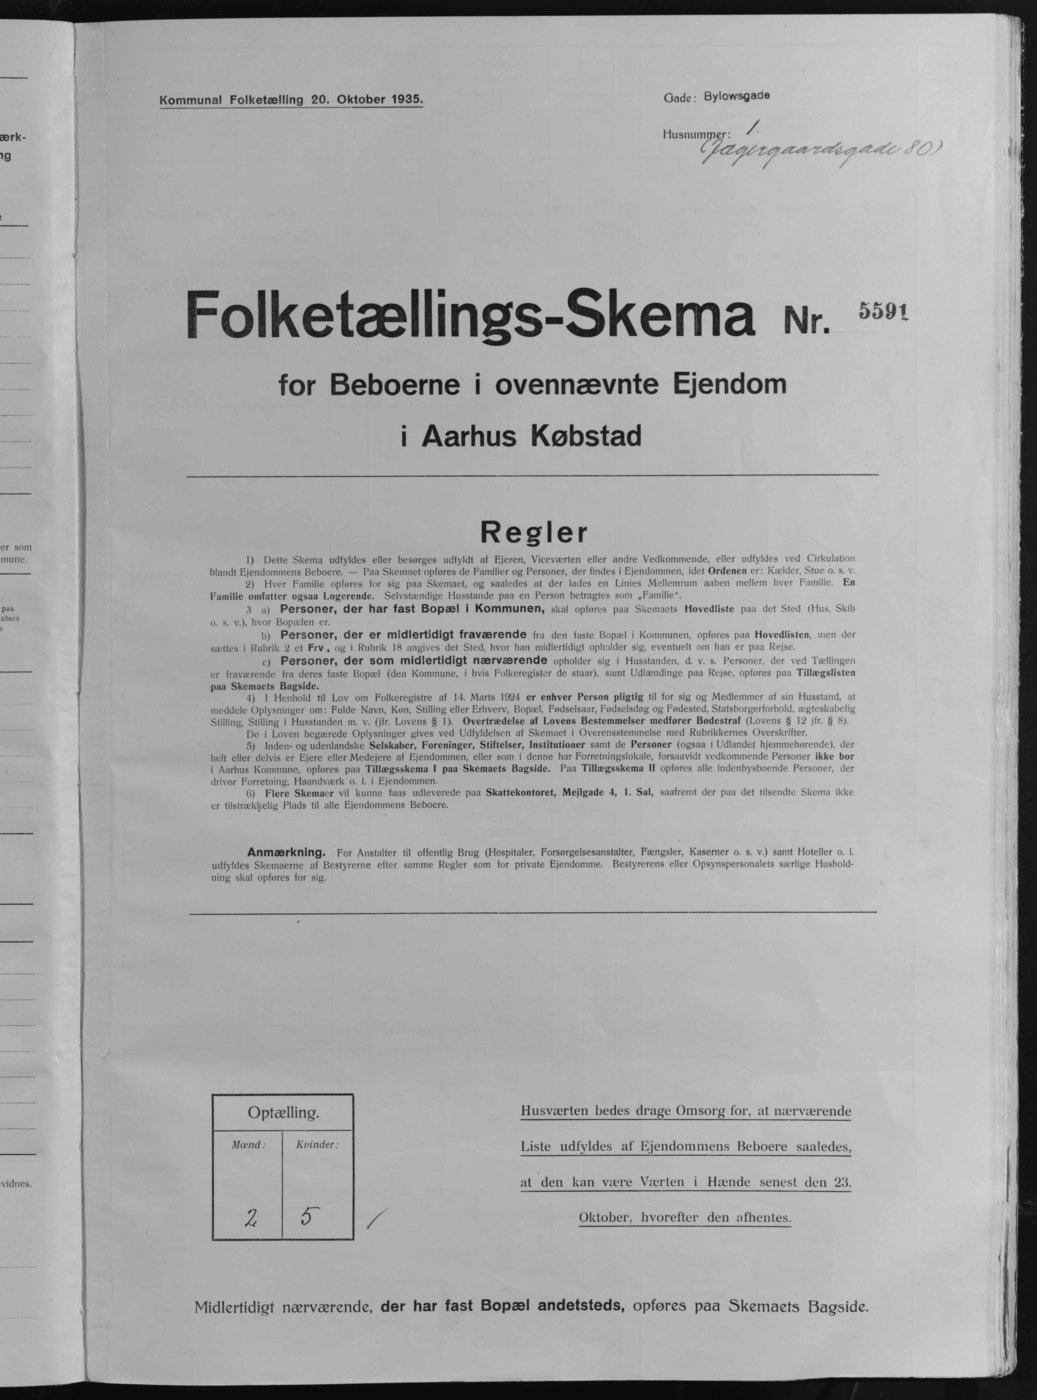 Kommunal Folketælling 20. Oktober 1935.
Gade: Bylowsgade
Husnummer: 1.
(Jægergaardsgade 80)
Folketællings-Skema Nr. 5591
for Beboerne i ovennævnte Ejendom
i Aarhus Købstad
Regler
1) Dette Skema udfyldes eller besørges udfyldt af Ejeren, Viceværten eller andre Vedkommende, eller udfyldes ved Cirkulation
blandt Ejendommens Beboere. — Paa Skemaet opføres de Familier og Personer, der findes i Ejendommen, idet Ordenen er: Kælder, Stue o. s. v.
2) Hver Familie opføres for sig paa Skemaet, og saaledes at der lades en Linies Mellemrum aaben mellem hver Familie. En
Familie omfatter ogsaa Logerende. Selvstændige Husstande paa en Person betragtes som „Familie“.
3 a) Personer, der har fast Bopæl i Kommunen, skal opføres paa Skemaets Hovedliste paa det Sted (Hus, Skib
o. s. v.), hvor Bopælen er.
b) Personer, der er midlertidigt fraværende fra den faste Bopæl i Kommunen, opføres paa Hovedlisten, men der
sættes i Rubrik 2 et Frv, og i Rubrik 18 angives det Sted, hvor han midlertidigt opholder sig, eventuelt om han er paa Rejse.
c) Personer, der som midlertidigt nærværende opholder sig i Husstanden, d. v. s. Personer, der ved Tællingen
er fraværende fra deres faste Bopæl (den Kommune, i hvis Folkeregister de staar), samt Udlændinge paa Rejse, opføres paa Tillægslisten
paa Skemaets Bagside.
4) I Henhold til Lov om Folkeregistre af 14. Marts 1924 er enhver Person pligtig til for sig og Medlemmer af sin Husstand, at
meddele Oplysninger om: Fulde Navn, Køn, Stilling eller Erhverv, Bopæl, Fødselsaar, Fødselsdag og Fødested, Statsborgerforhold, ægteskabelig
Stilling, Stilling i Husstanden m. v. (jfr. Lovens § 1). Overtrædelse af Lovens Bestemmelser medfører Bødestraf (Lovens § 12 jfr. § 8).
De i Loven begærede Oplysninger gives ved Udfyldelsen af Skemaet i Overensstemmelse med Rubrikkernes Overskrifter.
5) Inden- og udenlandske Selskaber, Foreninger, Stiftelser, Institutioner samt de Personer (ogsaa i Udlandet hjemmehørende), der
helt eller delvis er Ejere eller Medejere af Ejendommen, eller som i denne har Forretningslokale, forsaavidt vedkommende Personer ikke bor
i Aarhus Kommune, opføres paa Tillægsskema I paa Skemaets Bagside. Paa Tillægsskema II opføres alle indenbysboende Personer, der
driver Forretning, Haandværk o. l. i Ejendommen.
6) Flere Skemaer vil kunne faas udleverede paa Skattekontoret, Mejlgade 4, 1. Sal, saafremt der paa det tilsendte Skema ikke
er tilstrækkelig Plads til alle Ejendommens Beboere.
Anmærkning. For Anstalter til offentlig Brug (Hospitaler, Forsørgelsesanstalter, Fængsler, Kaserner o. s. v.) samt Hoteller o. l.
udfyldes Skemaerne af Bestyrerne efter samme Regler som for private Ejendomme. Bestyrerens eller Opsynspersonalets særlige Hushold-
ning skal opføres for sig.
Optælling.
Mænd: Kvinder:
2 5
Husværten bedes drage Omsorg for, at nærværende
Liste udfyldes af Ejendommens Beboere saaledes,
at den kan være Værten i Hænde senest den 23.
Oktober, hvorefter den afhentes.
Midlertidigt nærværende, der har fast Bopæl andetsteds, opføres paa Skemaets Bagside.
ærk-
ng
er som
mune.
paa
abers
vidnes.